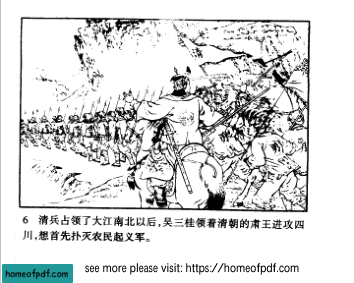 6 清兵占领了大江南北以后,吴三桂领着清朝的肃王进攻四
川,想首先扑灭农民起义军。
homeofpdf.com
see more please visit: https://homeofpdf.com